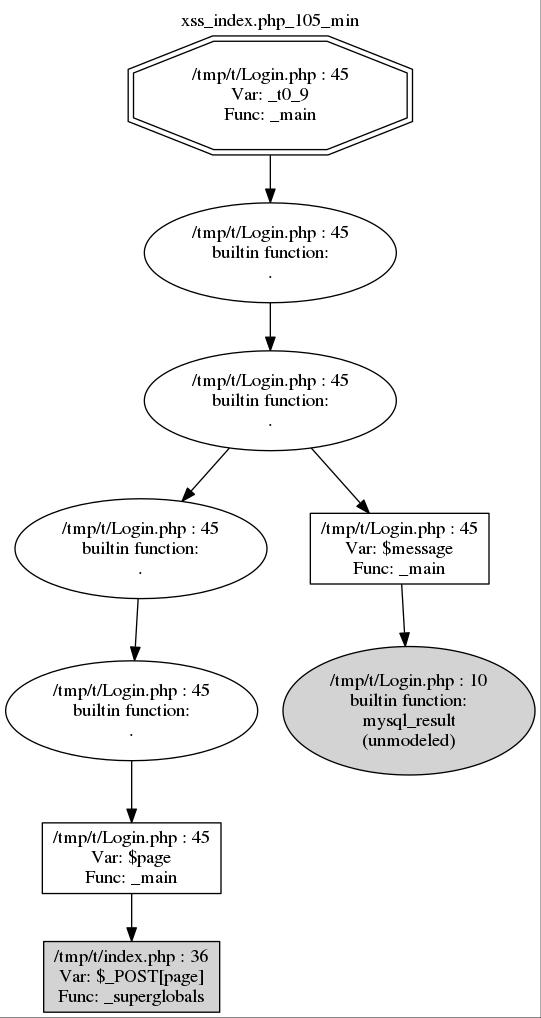 xss_index.php_105_min
/tmp/t/Login.php : 45
Var: _t0_9
Func: _main
/tmp/t/Login.php : 45
builtin function:
.
/tmp/t/Login.php : 45
builtin function:
.
/tmp/t/Login.php : 45
builtin function:
.
/tmp/t/Login.php : 45
Var: $message
Func: _main
/tmp/t/Login.php : 45
builtin function:
.
/tmp/t/Login.php : 10
builtin function:
mysql_result
(unmodeled)
/tmp/t/Login.php : 45
Var: $page
Func: _main
/tmp/t/index.php : 36
Var: $_POST[page]
Func: _superglobals